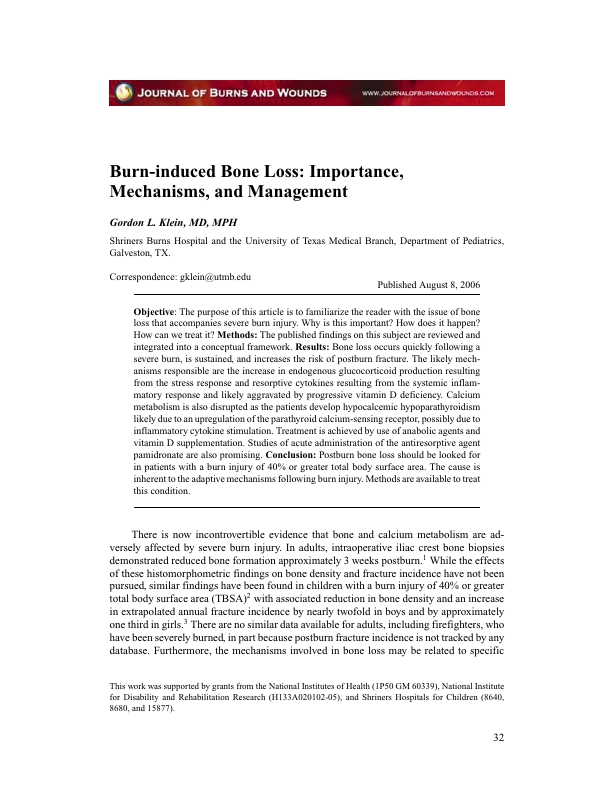 JOURNAL OF BURNS AND WOUNDS WWW.JOURNALOFBURNSANDWOUNDS.COM
Burn-induced Bone Loss: Importance,
Mechanisms, and Management
Gordon L. Klein, MD, MPH
Shriners Burns Hospital and the University of Texas Medical Branch, Department of Pediatrics,
Galveston, TX.
Correspondence: gklein@utmb.edu
Published August 8, 2006
Objective: The purpose of this article is to familiarize the reader with the issue of bone
loss that accompanies severe burn injury. Why is this important? How does it happen?
How can we treat it? Methods: The published findings on this subject are reviewed and
integrated into a conceptual framework. Results: Bone loss occurs quickly following a
severe burn, is sustained, and increases the risk of postburn fracture. The likely mech-
anisms responsible are the increase in endogenous glucocorticoid production resulting
from the stress response and resorptive cytokines resulting from the systemic inflam-
matory response and likely aggravated by progressive vitamin D deficiency. Calcium
metabolism is also disrupted as the patients develop hypocalcemic hypoparathyroidism
likely due to an upregulation of the parathyroid calcium-sensing receptor, possibly due to
inflammatory cytokine stimulation. Treatment is achieved by use of anabolic agents and
vitamin D supplementation. Studies of acute administration of the antiresorptive agent
pamidronate are also promising. Conclusion: Postburn bone loss should be looked for
in patients with a burn injury of 40% or greater total body surface area. The cause is
inherent to the adaptive mechanisms following burn injury. Methods are available to treat
this condition.
There is now incontrovertible evidence that bone and calcium metabolism are ad-
versely affected by severe burn injury. In adults, intraoperative iliac crest bone biopsies
demonstrated reduced bone formation approximately 3 weeks postburn.1 While the effects
of these histomorphometric findings on bone density and fracture incidence have not been
pursued, similar findings have been found in children with a burn injury of 40% or greater
total body surface area (TBSA)2 with associated reduction in bone density and an increase
in extrapolated annual fracture incidence by nearly twofold in boys and by approximately
one third in girls.3 There are no similar data available for adults, including firefighters, who
have been severely burned, in part because postburn fracture incidence is not tracked by any
database. Furthermore, the mechanisms involved in bone loss may be related to specific
This work was supported by grants from the National Institutes of Health (1P50 GM 60339), National Institute
for Disability and Rehabilitation Research (H133A020102-05), and Shriners Hospitals for Children (8640,
8680, and 15877).
32